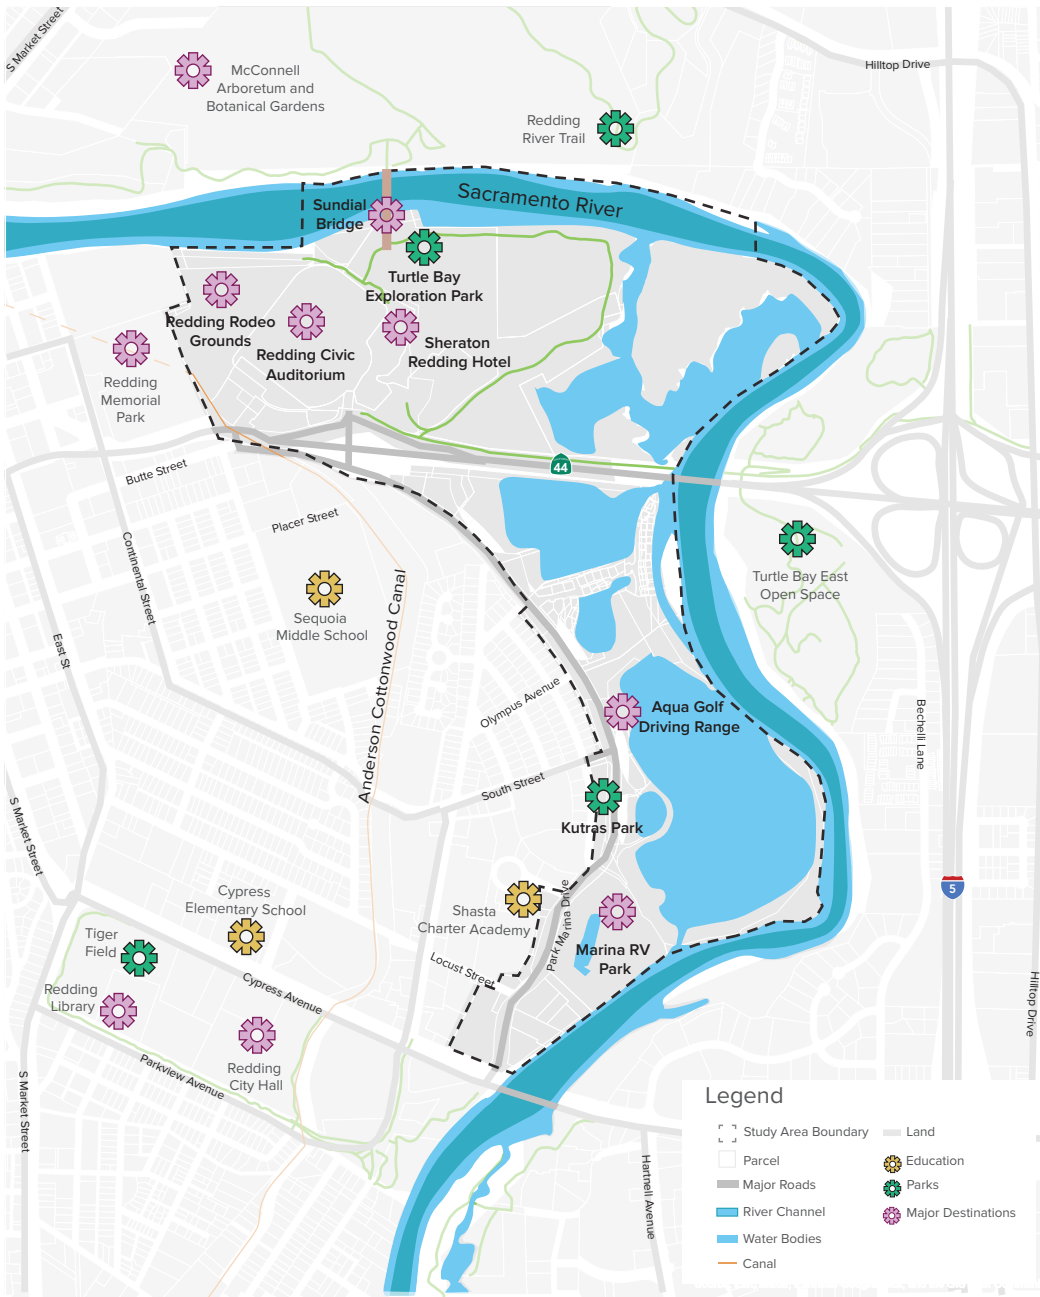 S Market Street
McConnell
Arboretum and
Botanical Gardens
Hilltop Drive
Redding
River Trail
Sacramento River
Sundial
Bridge
Turtle Bay
Exploration Park
Redding Rodeo
Grounds
Redding Civic
Auditorium
Sheraton
Redding Hotel
Redding
Memorial
Park
Butte Street
44
Placer Street
Continental Street
Turtle Bay East
Open Space
Sequoia
Middle School
Anderson Cottonwood Canal
East St
Olympus Avenue
Aqua Golf
Driving Range
Bechelli Lane
South Street
Kutras Park
S Market Street
5
Cypress
Elementary School
Shasta
Charter Academy
Park Marina Drive
Marina RV
Park
Tiger
Field
Locust Street
Redding
Library
Cypress Avenue
Hilltop Drive
Redding
City Hall
Parkview Avenue
S Market Street
Hartnell Avenue
Legend
Study Area Boundary
Land
Parcel
Education
Major Roads
Parks
River Channel
Major Destinations
Water Bodies
Canal